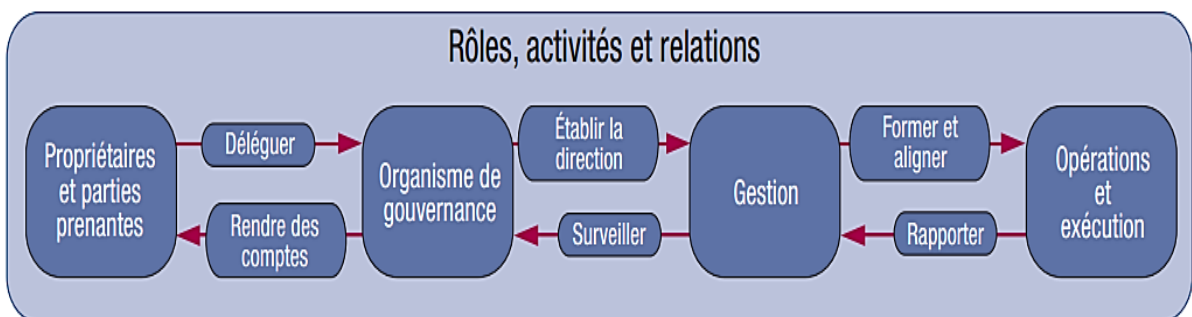 Rôles, activités et relations
Propriétaires
et parties
prenantes
Déléguer
Rendre des
comptes
Organisme de
gouvernance
Établir la
direction
Surveiller
Gestion
Former et
aligner
Rapporter
Opérations
et
exécution